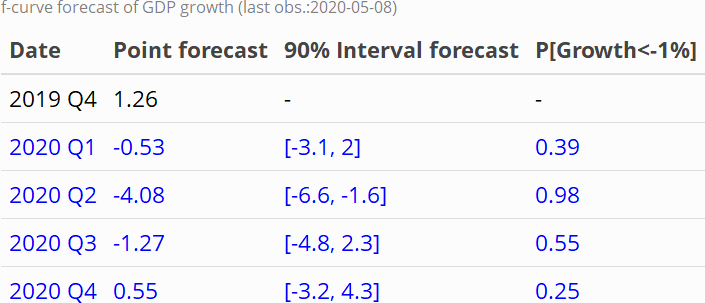 f-curve forecast of GDP growth (last obs.:2020-05-08)
Date Point forecast 90% Interval forecast P[Growth<-1%]
2019 Q4 1.26 - -
2020 Q1 -0.53 [-3.1, 2] 0.39
2020 Q2 -4.08 [-6.6, -1.6] 0.98
2020 Q3 -1.27 [-4.8, 2.3] 0.55
2020 Q4 0.55 [-3.2, 4.3] 0.25